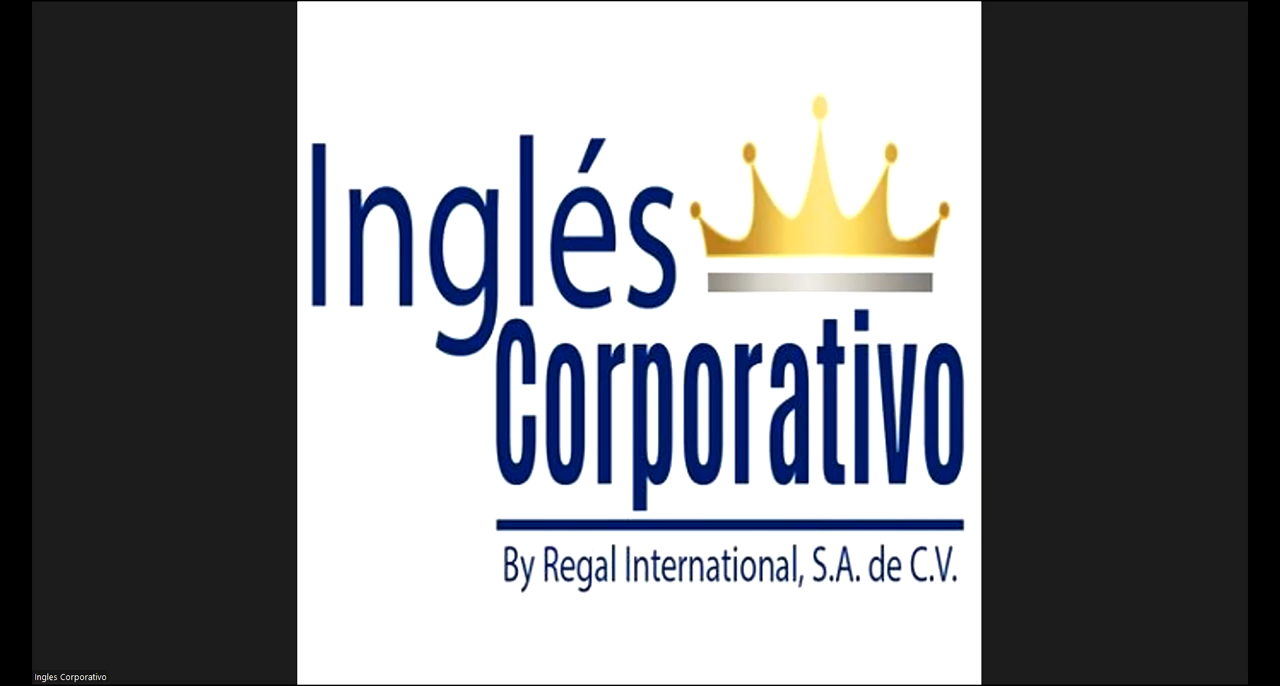 Inglés
Corporativo
By Regal International, S.A. de C.V.
Ingles Corporativo